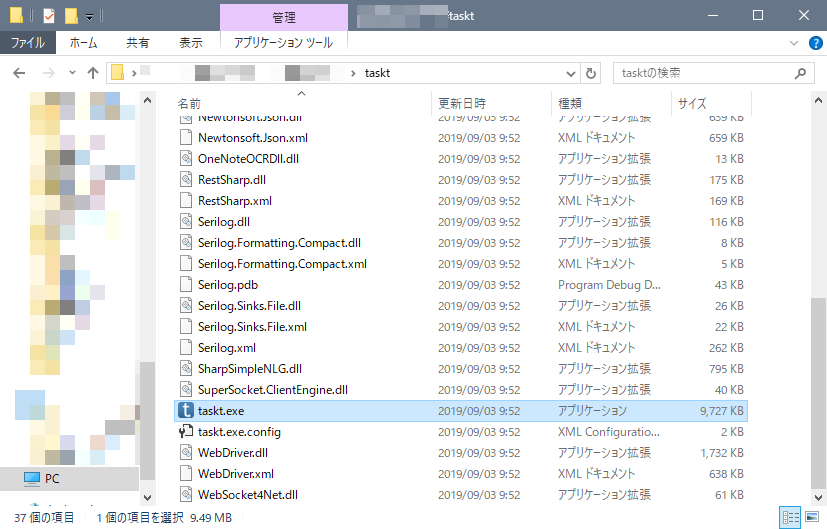 管理
taskt
ファイル ホーム 共有 表示 アプリケーション ツール
taskt
tasktの検索
名前 更新日時 種類 サイズ
Newtonsoft.Json.dll 2019/09/03 9:52 アプリケーション拡張 659 KB
Newtonsoft.Json.xml 2019/09/03 9:52 XML ドキュメント 659 KB
OneNoteOCRDll.dll 2019/09/03 9:52 アプリケーション拡張 13 KB
RestSharp.dll 2019/09/03 9:52 アプリケーション拡張 175 KB
RestSharp.xml 2019/09/03 9:52 XML ドキュメント 169 KB
Serilog.dll 2019/09/03 9:52 アプリケーション拡張 116 KB
Serilog.Formatting.Compact.dll 2019/09/03 9:52 アプリケーション拡張 8 KB
Serilog.Formatting.Compact.xml 2019/09/03 9:52 XML ドキュメント 5 KB
Serilog.pdb 2019/09/03 9:52 Program Debug D... 43 KB
Serilog.Sinks.File.dll 2019/09/03 9:52 アプリケーション拡張 26 KB
Serilog.Sinks.File.xml 2019/09/03 9:52 XML ドキュメント 22 KB
Serilog.xml 2019/09/03 9:52 XML ドキュメント 262 KB
SharpSimpleNLG.dll 2019/09/03 9:52 アプリケーション拡張 795 KB
SuperSocket.ClientEngine.dll 2019/09/03 9:52 アプリケーション拡張 40 KB
taskt.exe 2019/09/03 9:52 アプリケーション 9,727 KB
taskt.exe.config 2019/09/03 9:52 XML Configuratio... 2 KB
WebDriver.dll 2019/09/03 9:52 アプリケーション拡張 1,732 KB
WebDriver.xml 2019/09/03 9:52 XML ドキュメント 638 KB
WebSocket4Net.dll 2019/09/03 9:52 アプリケーション拡張 61 KB
PC
37 個の項目 1 個の項目を選択 9.49 MB